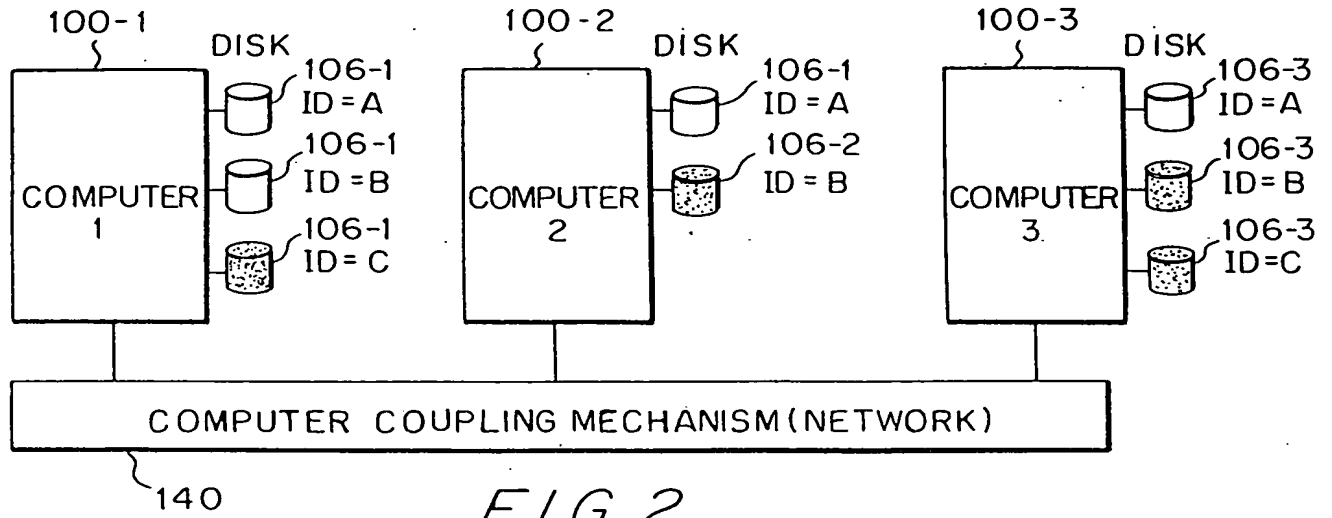 100-1
DISK
106-1
ID=A
106-1
ID=B
106-1
ID=C
COMPUTER
1
100-2
DISK
106-1
ID=A
106-2
ID=B
COMPUTER
2
100-3
DISK
106-3
ID=A
106-3
ID=B
106-3
ID=C
COMPUTER
3
COMPUTER COUPLING MECHANISM(NETWORK)
140
FIG. 2